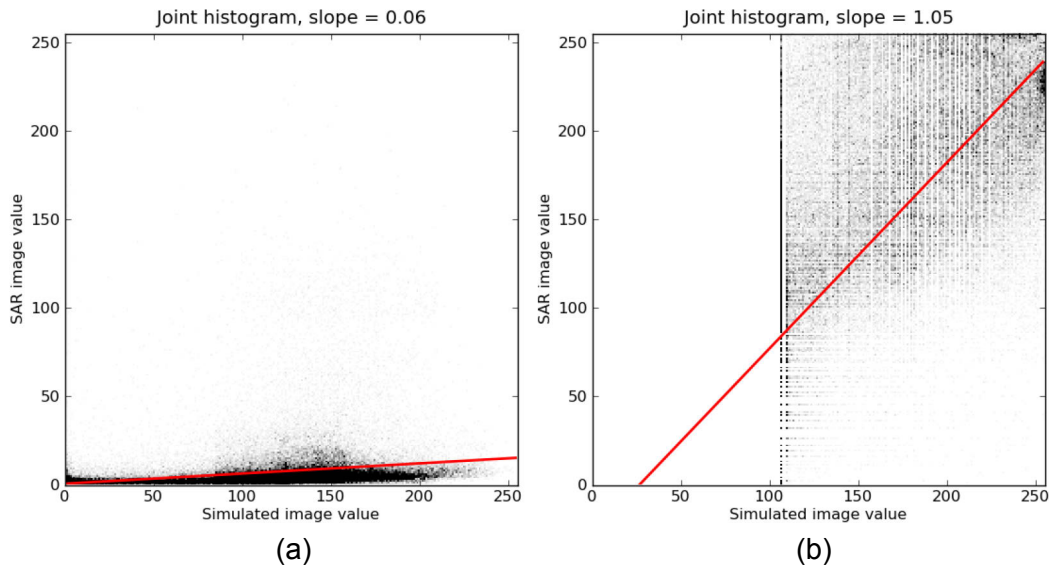 Joint histogram, slope = 0.06
250
200
150
100
50
0
SAR image value
0 50 100 150 200 250
Simulated image value
(a)
Joint histogram, slope = 1.05
250
200
150
100
50
0
SAR image value
0 50 100 150 200 250
Simulated image value
(b)